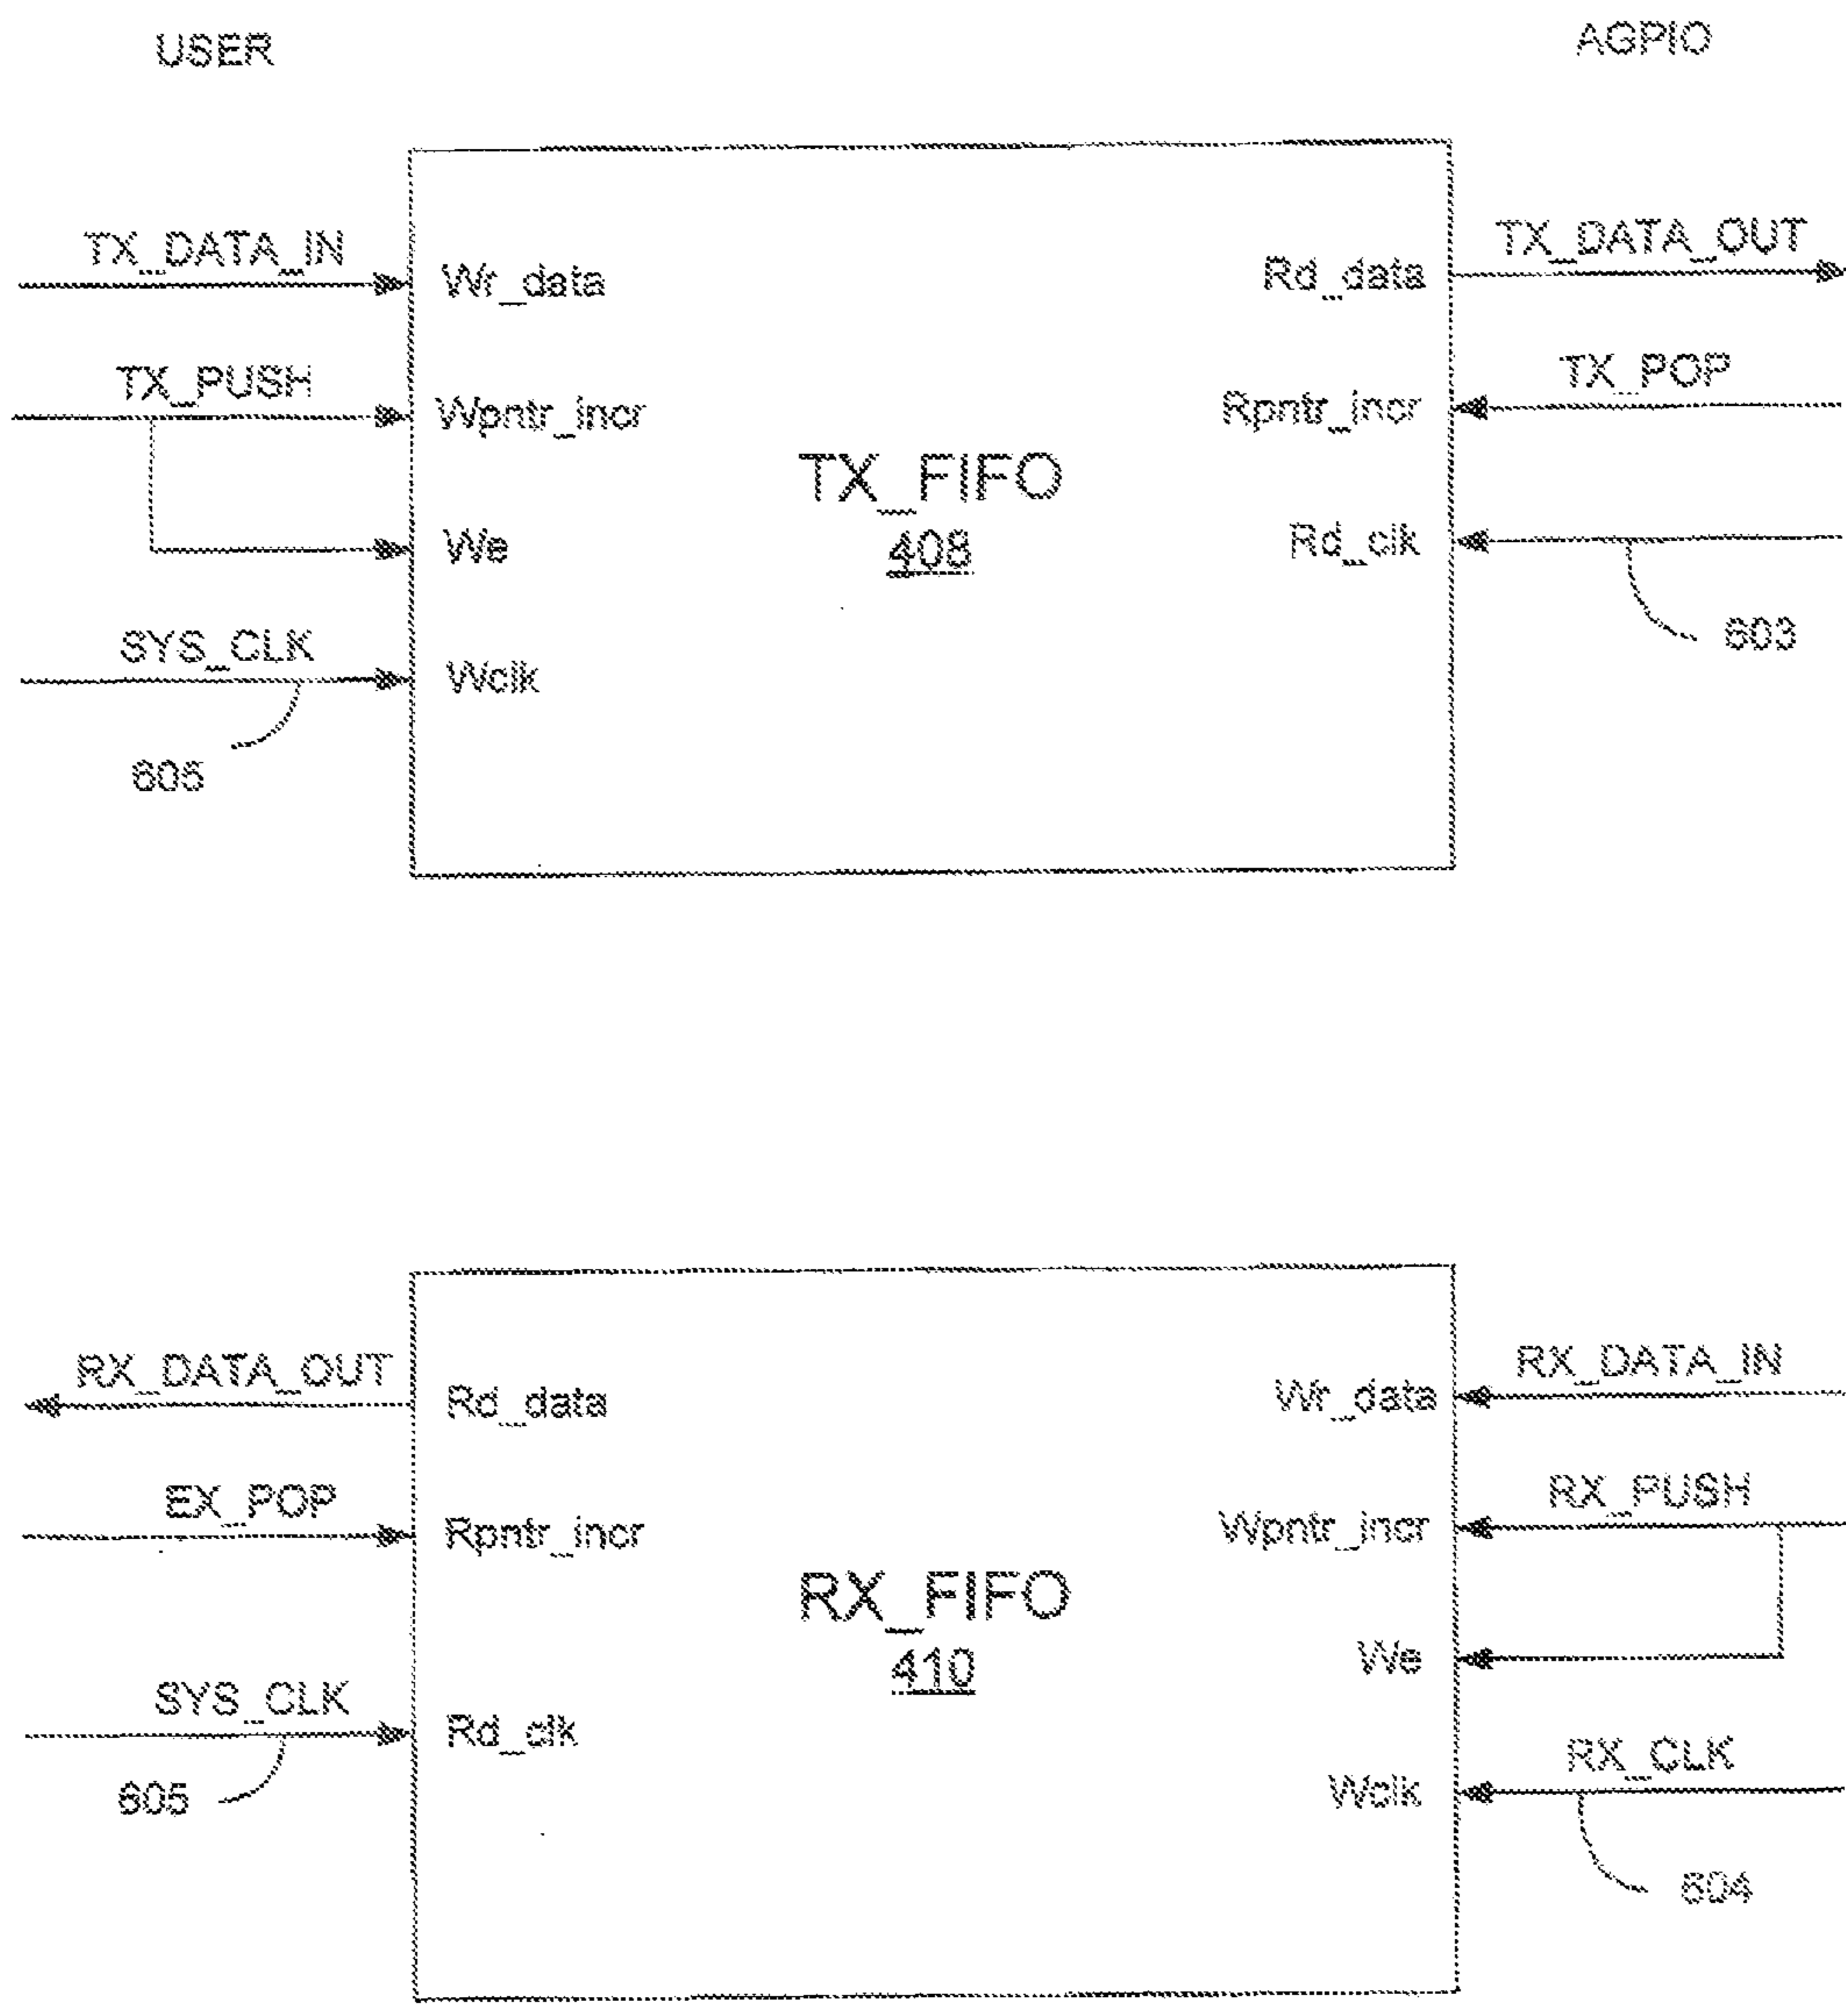 USER
AGPIO
TX_DATA_IN
Wr_data
Rd_data
TX_DATA_OUT
TX_PUSH
Wpntr_incr
Rpntr_incr
TX_POP
TX_FIFO
408
We
Rd_clk
603
SYS_CLK
Wclk
605
RX_DATA_OUT
Rd_data
Wr_data
RX_DATA_IN
EX_POP
Rpntr_incr
Wpntr_incr
RX_PUSH
RX_FIFO
410
We
SYS_CLK
Rd_clk
605
RX_CLK
Wclk
604